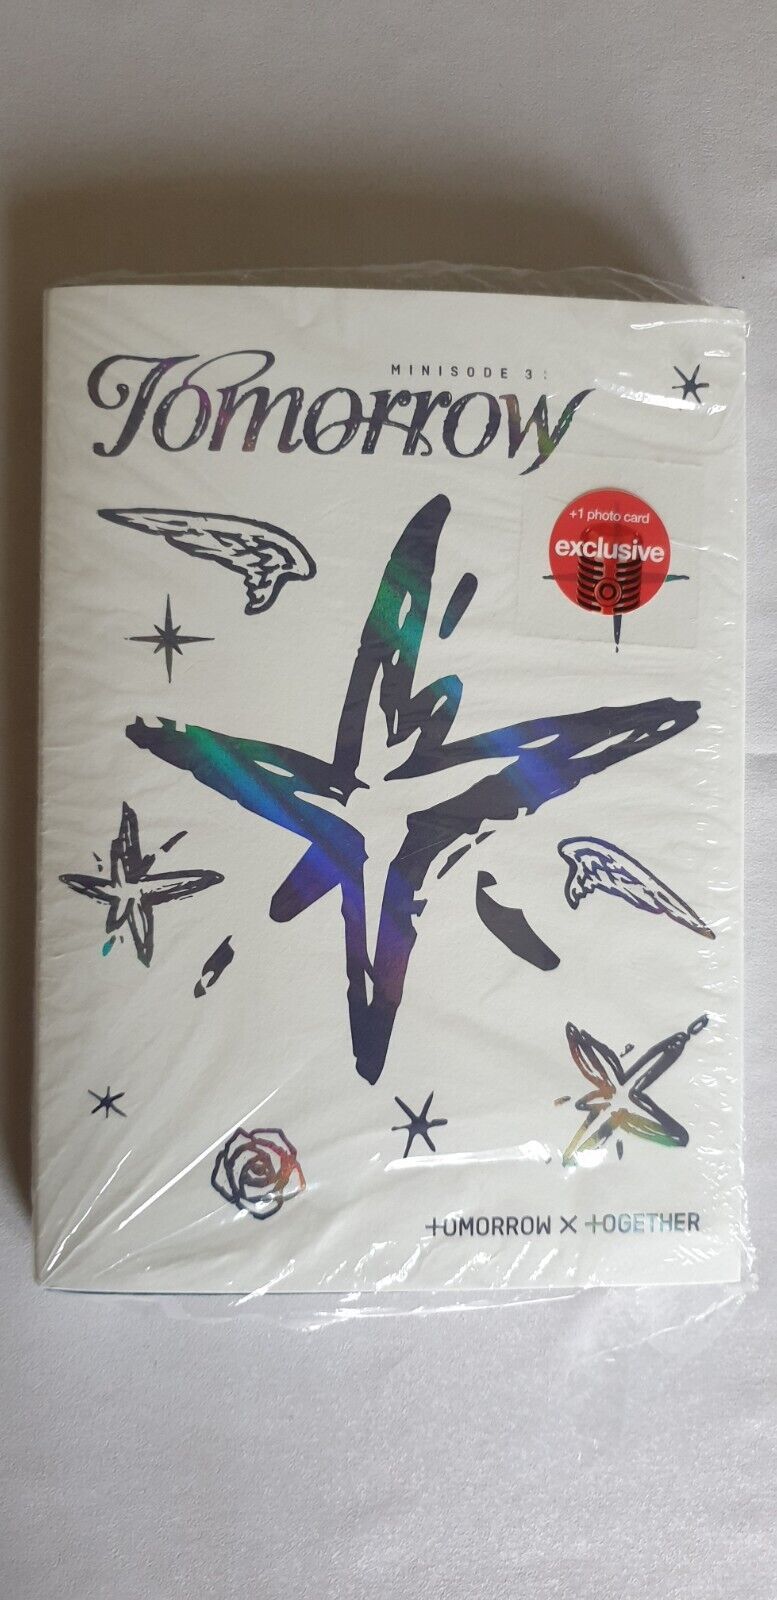 MINISODE 3:
Tomorrow
+1 photo card
exclusive
TOMORROW X TOGETHER